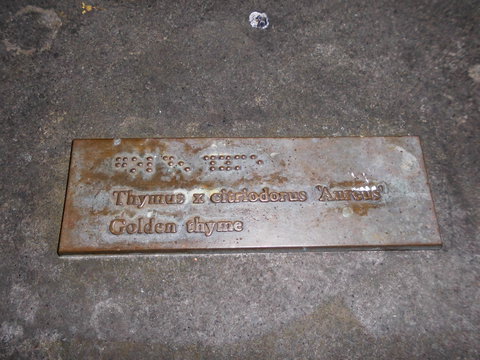 Thymus x citriodorus 'Aureus'
Golden thyme